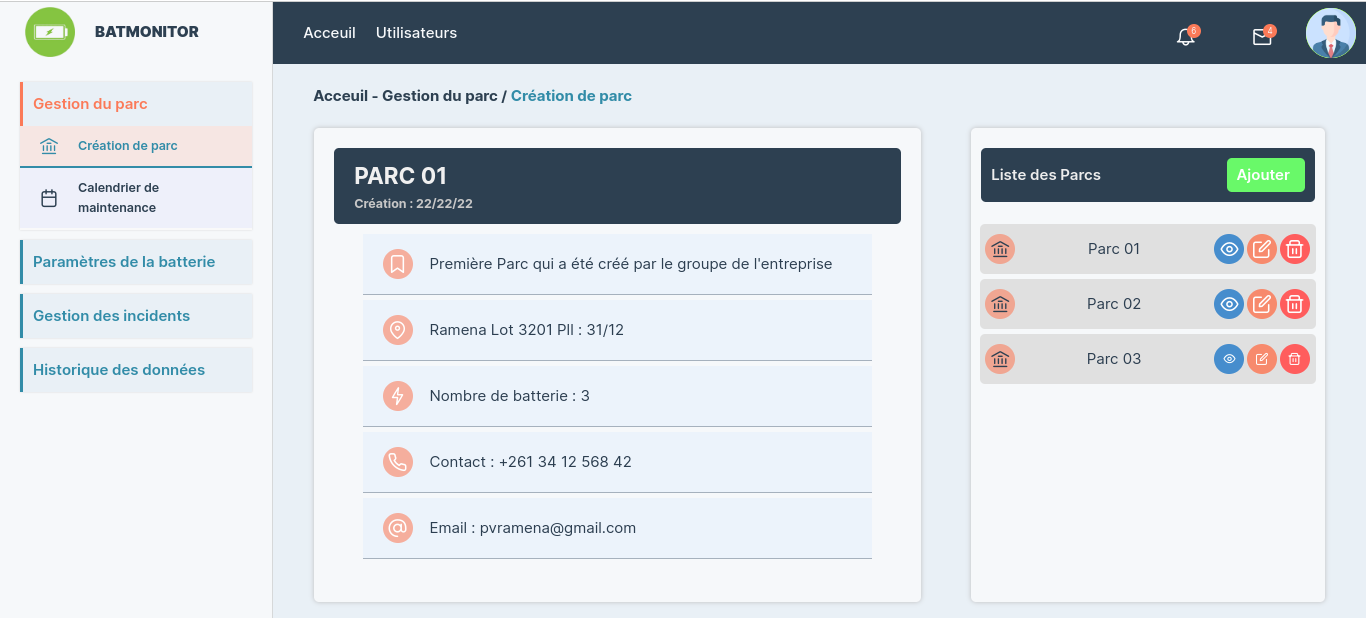 BATMONITOR
Acceuil Utilisateurs
6
4
Gestion du parc
Création de parc
Calendrier de
maintenance
Paramètres de la batterie
Gestion des incidents
Historique des données
Acceuil - Gestion du parc / Création de parc
PARC 01
Création : 22/22/22
Première Parc qui a été créé par le groupe de l'entreprise
Ramena Lot 3201 Pll : 31/12
Nombre de batterie : 3
Contact : +261 34 12 568 42
Email : pvramena@gmail.com
Liste des Parcs
Ajouter
Parc 01
Parc 02
Parc 03